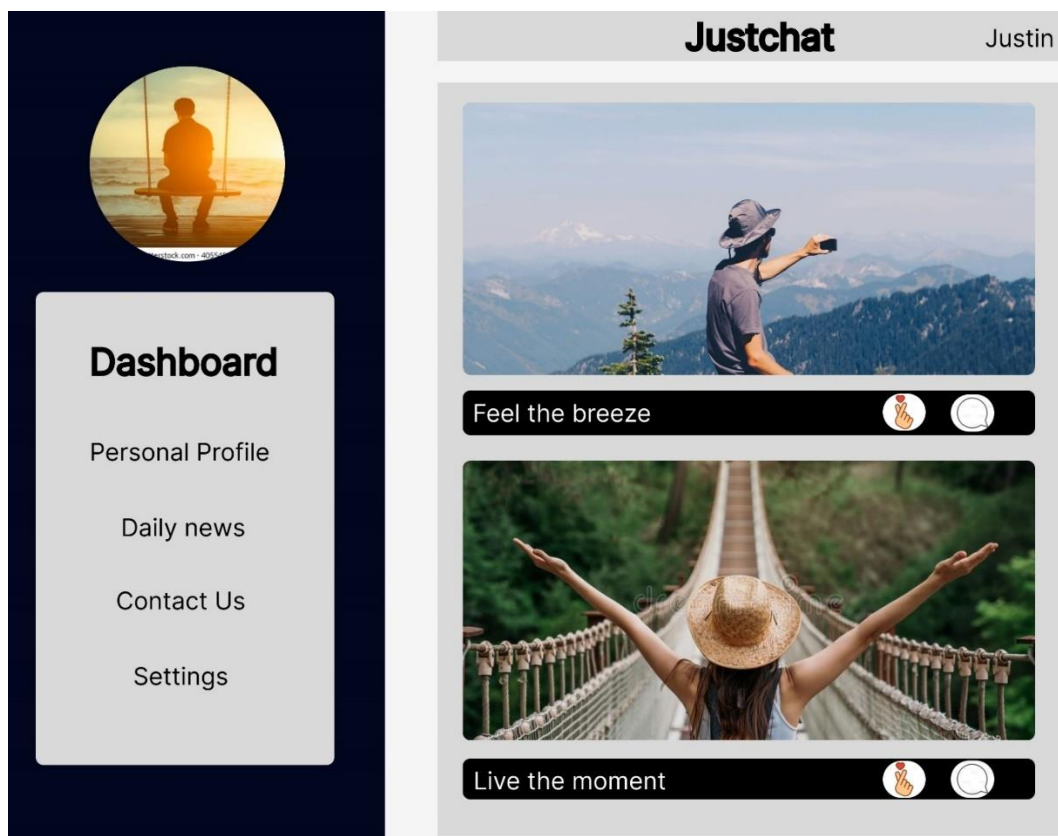 Justchat
Justin
Dashboard
Personal Profile
Daily news
Contact Us
Settings
Feel the breeze
Live the moment